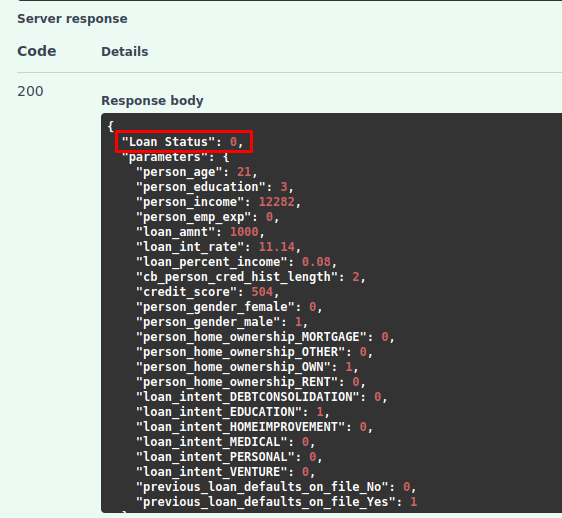 Server response
Code Details
200
Response body
{
"Loan Status": 0,
"parameters": {
"person_age": 21,
"person_education": 3,
"person_income": 12282,
"person_emp_exp": 0,
"loan_amnt": 1000,
"loan_int_rate": 11.14,
"loan_percent_income": 0.08,
"cb_person_cred_hist_length": 2,
"credit_score": 504,
"person_gender_female": 0,
"person_gender_male": 1,
"person_home_ownership_MORTGAGE": 0,
"person_home_ownership_OTHER": 0,
"person_home_ownership_OWN": 1,
"person_home_ownership_RENT": 0,
"loan_intent_DEBTCONSOLIDATION": 0,
"loan_intent_EDUCATION": 1,
"loan_intent_HOMEIMPROVEMENT": 0,
"loan_intent_MEDICAL": 0,
"loan_intent_PERSONAL": 0,
"loan_intent_VENTURE": 0,
"previous_loan_defaults_on_file_No": 0,
"previous_loan_defaults_on_file_Yes": 1